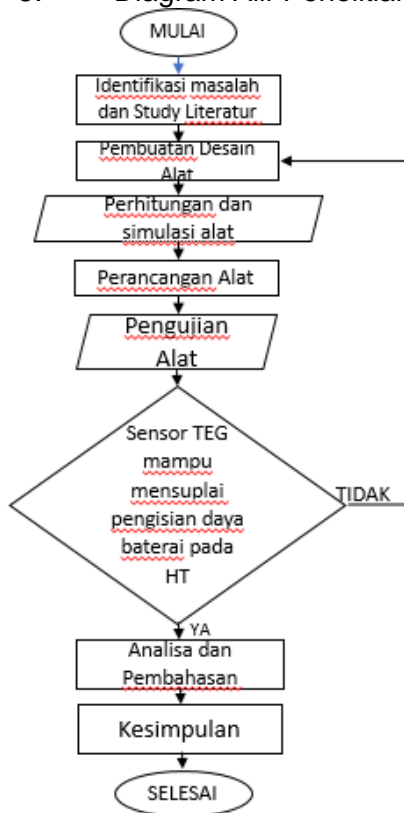 Diagram Alir Penelitian
MULAI
Identifikasi masalah
dan Study Literatur
Pembuatan Desain
Alat
Perhitungan dan
simulasi alat
Perancangan Alat
Pengujian
Alat
Sensor TEG
mampu
mensuplai
pengisian daya
baterai pada
HT
TIDAK
YA
Analisa dan
Pembahasan
Kesimpulan
SELESAI